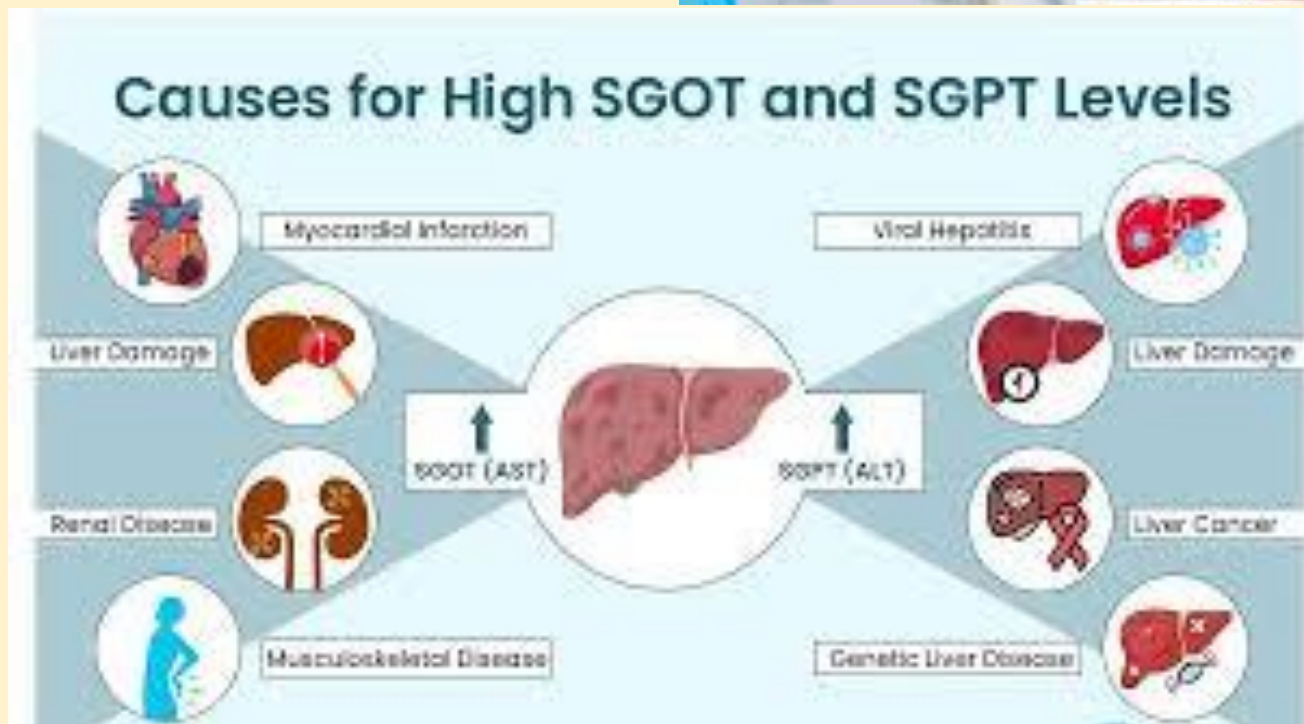 Causes for High SGOT and SGPT Levels
Myocardial Infarction
Viral Hepatitis
Liver Damage
Liver Damage
SGOT (AST)
SGPT (ALT)
Renal Disease
Liver Cancer
Musculoskeletal Disease
Genetic Liver Disease